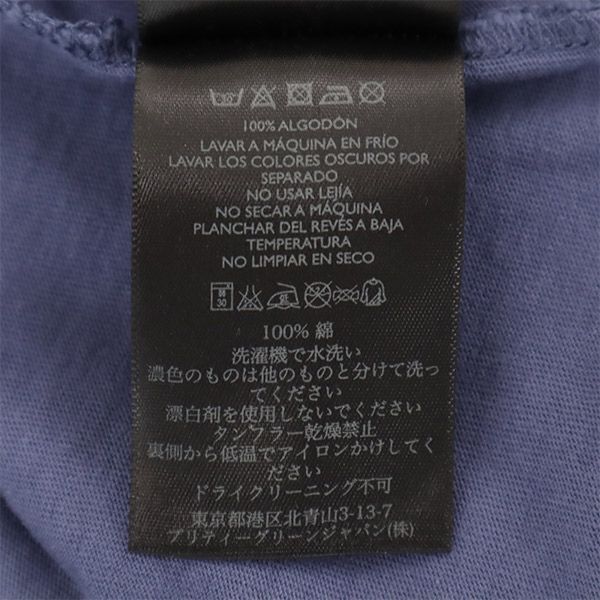 100% ALGODÓN
LAVAR A MÁQUINA EN FRÍO
LAVAR LOS COLORES OSCUROS POR
SEPARADO
NO USAR LEJÍA
NO SECAR A MÁQUINA
PLANCHAR DEL REVÉS A BAJA
TEMPERATURA
NO LIMPIAR EN SECO
100% 綿
洗濯機で水洗い
濃色のものは他のものと分けて洗っ
てください
漂白剤を使用しないでください
タンブラー乾燥禁止
裏側から低温でアイロンかけしてく
ださい
ドライクリーニング不可
東京都港区北青山3-13-7
プリティーグリーンジャパン(株)